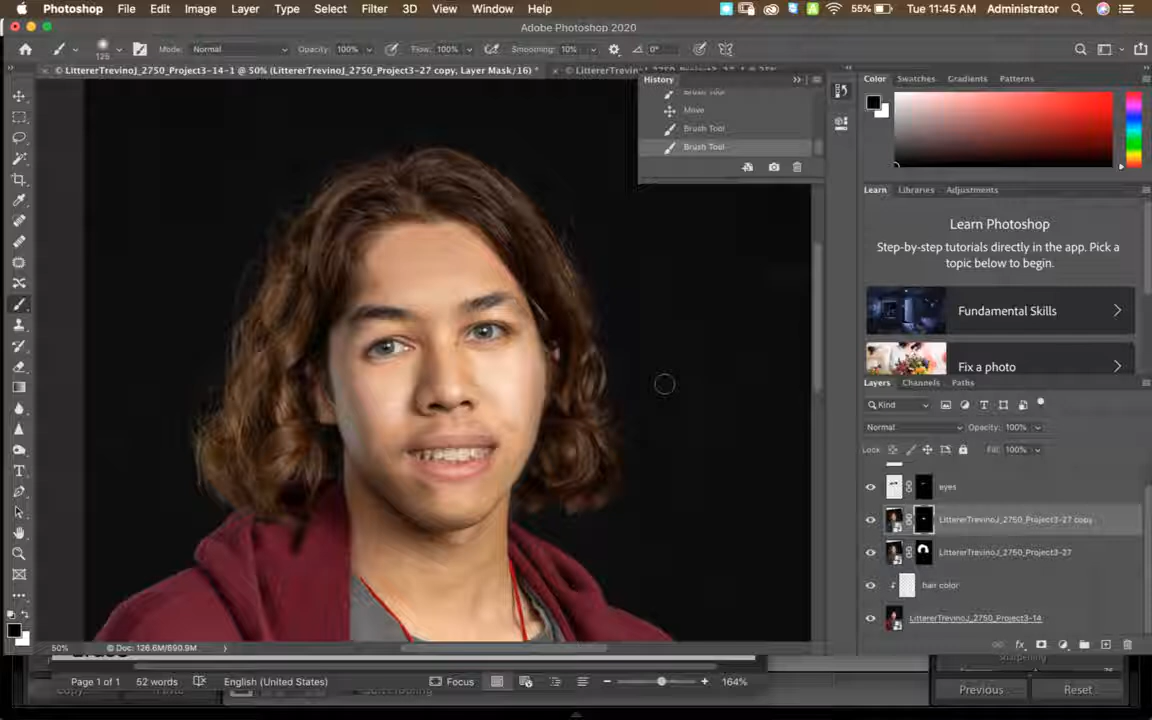 Photoshop File Edit Image Layer Type Select Filter 3D View Window Help 55% Tue 11:45 AM Administrator
Adobe Photoshop 2020
125 Mode: Normal Opacity: 100% Flow: 100% Smoothing: 10% 0°
© LittererTrevinoJ_2750_Project3-14-1 @ 50% (LittererTrevinoJ_2750_Project3-27 copy, Layer Mask/16) *
History
Brush Tool
Move
Brush Tool
Brush Tool
Color Swatches Gradients Patterns
Learn Libraries Adjustments
Learn Photoshop
Step-by-step tutorials directly in the app. Pick a
topic below to begin.
Fundamental Skills
Fix a photo
Layers Channels Paths
Kind
Normal Opacity: 100%
Lock: Fill: 100%
eyes
LittererTrevinoJ_2750_Project3-27 copy
LittererTrevinoJ_2750_Project3-27
hair color
LittererTrevinoJ_2750_Project3-14
50% Doc: 126.6M/690.9M
Page 1 of 1 52 words English (United States) Focus 164%
Previous Reset